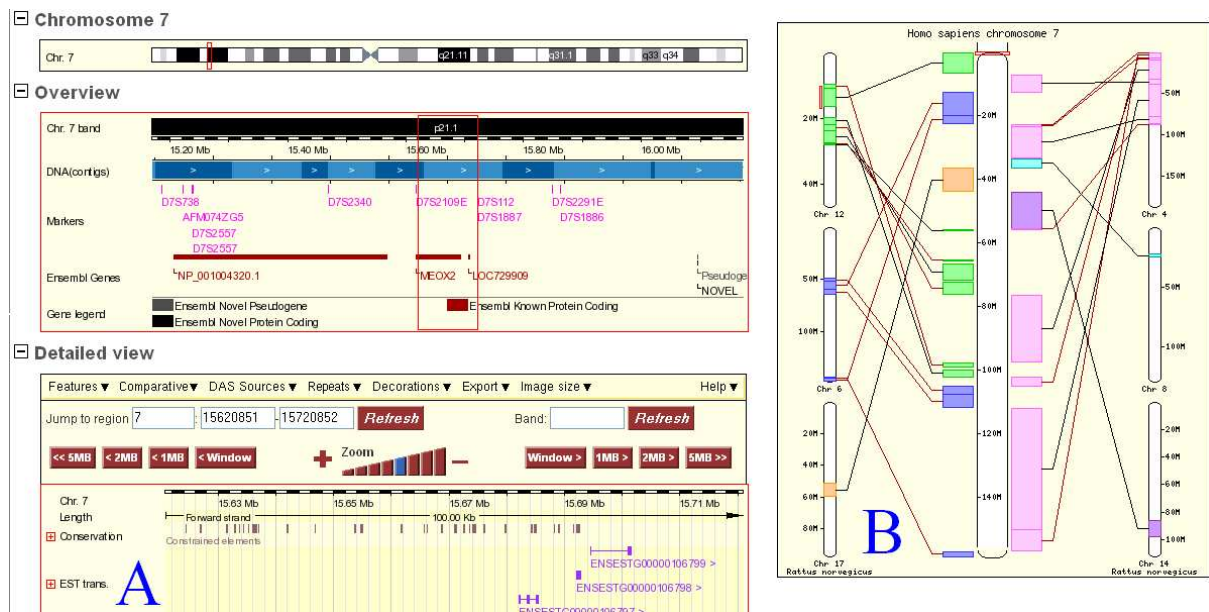 Chromosome 7
Chr. 7
q21.11
q31.1
q33 q34
Overview
Chr. 7 band
p21.1
15.20 Mb 15.40 Mb 15.60 Mb 15.80 Mb 16.00 Mb
DNA(contigs)
> > > > > > > >
Markers
D7S738 D7S2340 D7S2109E D7S112 D7S2291E
AFM074ZG5 D7S1887 D7S1886
D7S2557
D7S2557
Ensembl Genes
NP_001004320.1 MEOX2 LOC729909 Pseudoge
NOVEL
Gene legend
Ensembl Novel Pseudogene Ensembl Known Protein Coding
Ensembl Novel Protein Coding
Detailed view
Features ▼ Comparative▼ DAS Sources ▼ Repeats ▼ Decorations ▼ Export ▼ Image size ▼ Help ▼
Jump to region 7 : 15620851 - 15720852 Refresh Band: Refresh
<< 5MB < 2MB < 1MB < Window + Zoom — Window > 1MB > 2MB > 5MB >>
Chr. 7 15.63 Mb 15.65 Mb 15.67 Mb 15.69 Mb 15.71 Mb
Length Forward strand 100.00 Kb
Conservation
Constrained elements
EST trans.
ENSESTG00000106799 >
ENSESTG00000106798 >
ENSESTG00000106797 >
A
Homo sapiens chromosome 7
20M
40M
Chr 12
50M
100M
Chr 6
20M
40M
60M
80M
Chr 17
Rattus norvegicus
-20M
-40M
-60M
-80M
-100M
-120M
-140M
-50M
-100M
-150M
Chr 4
-50M
-100M
Chr 8
-20M
-40M
-60M
-80M
-100M
Chr 14
Rattus norvegicus
B